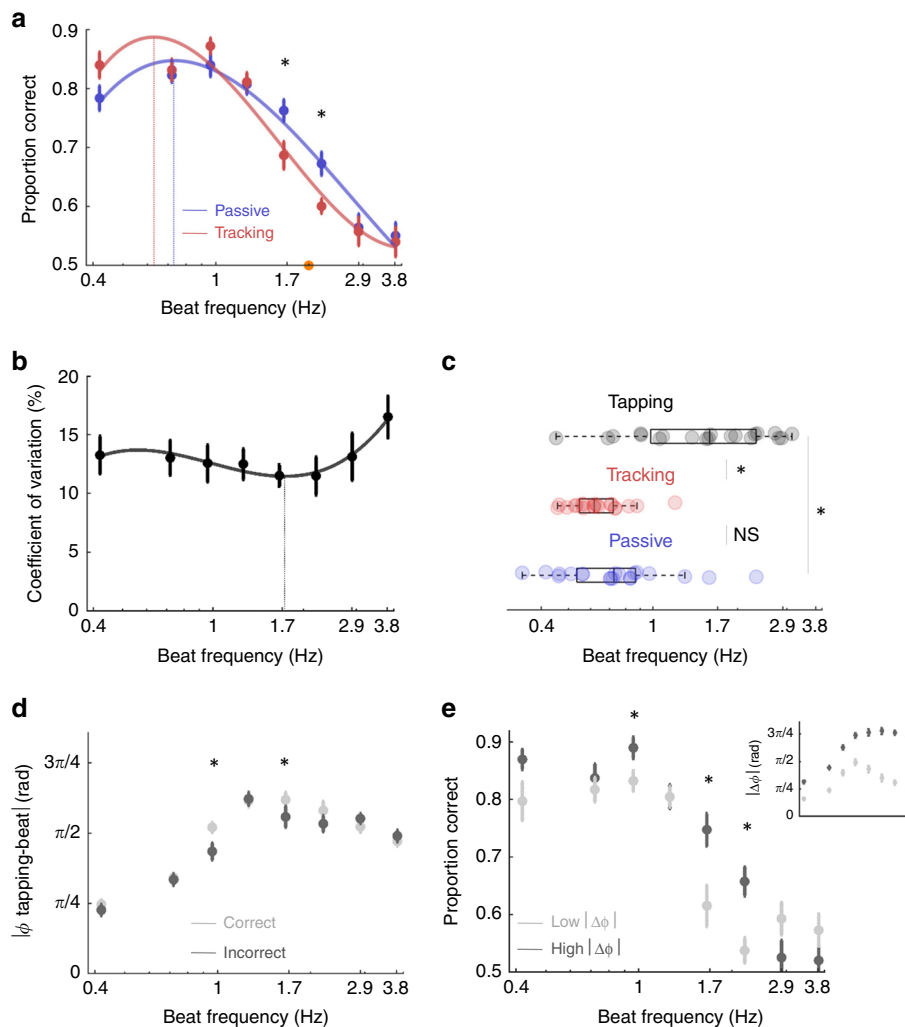 a
0.9
0.8
0.7
0.6
0.5
Proportion correct
*
*
Passive
Tracking
0.4 1 1.7 2.9 3.8
Beat frequency (Hz)
b
20
15
10
5
0
Coefficient of variation (%)
0.4 1 1.7 2.9 3.8
Beat frequency (Hz)
c
Tapping
Tracking
*
*
Passive
NS
0.4 1 1.7 2.9 3.8
Beat frequency (Hz)
d
3π/4
π/2
π/4
0
|ϕ tapping-beat| (rad)
* *
Correct
Incorrect
0.4 1 1.7 2.9 3.8
Beat frequency (Hz)
e
0.9
0.8
0.7
0.6
0.5
Proportion correct
*
*
*
Low |Δϕ|
High |Δϕ|
0.4 1 1.7 2.9 3.8
Beat frequency (Hz)
3π/4
π/2
π/4
0
|Δϕ| (rad)